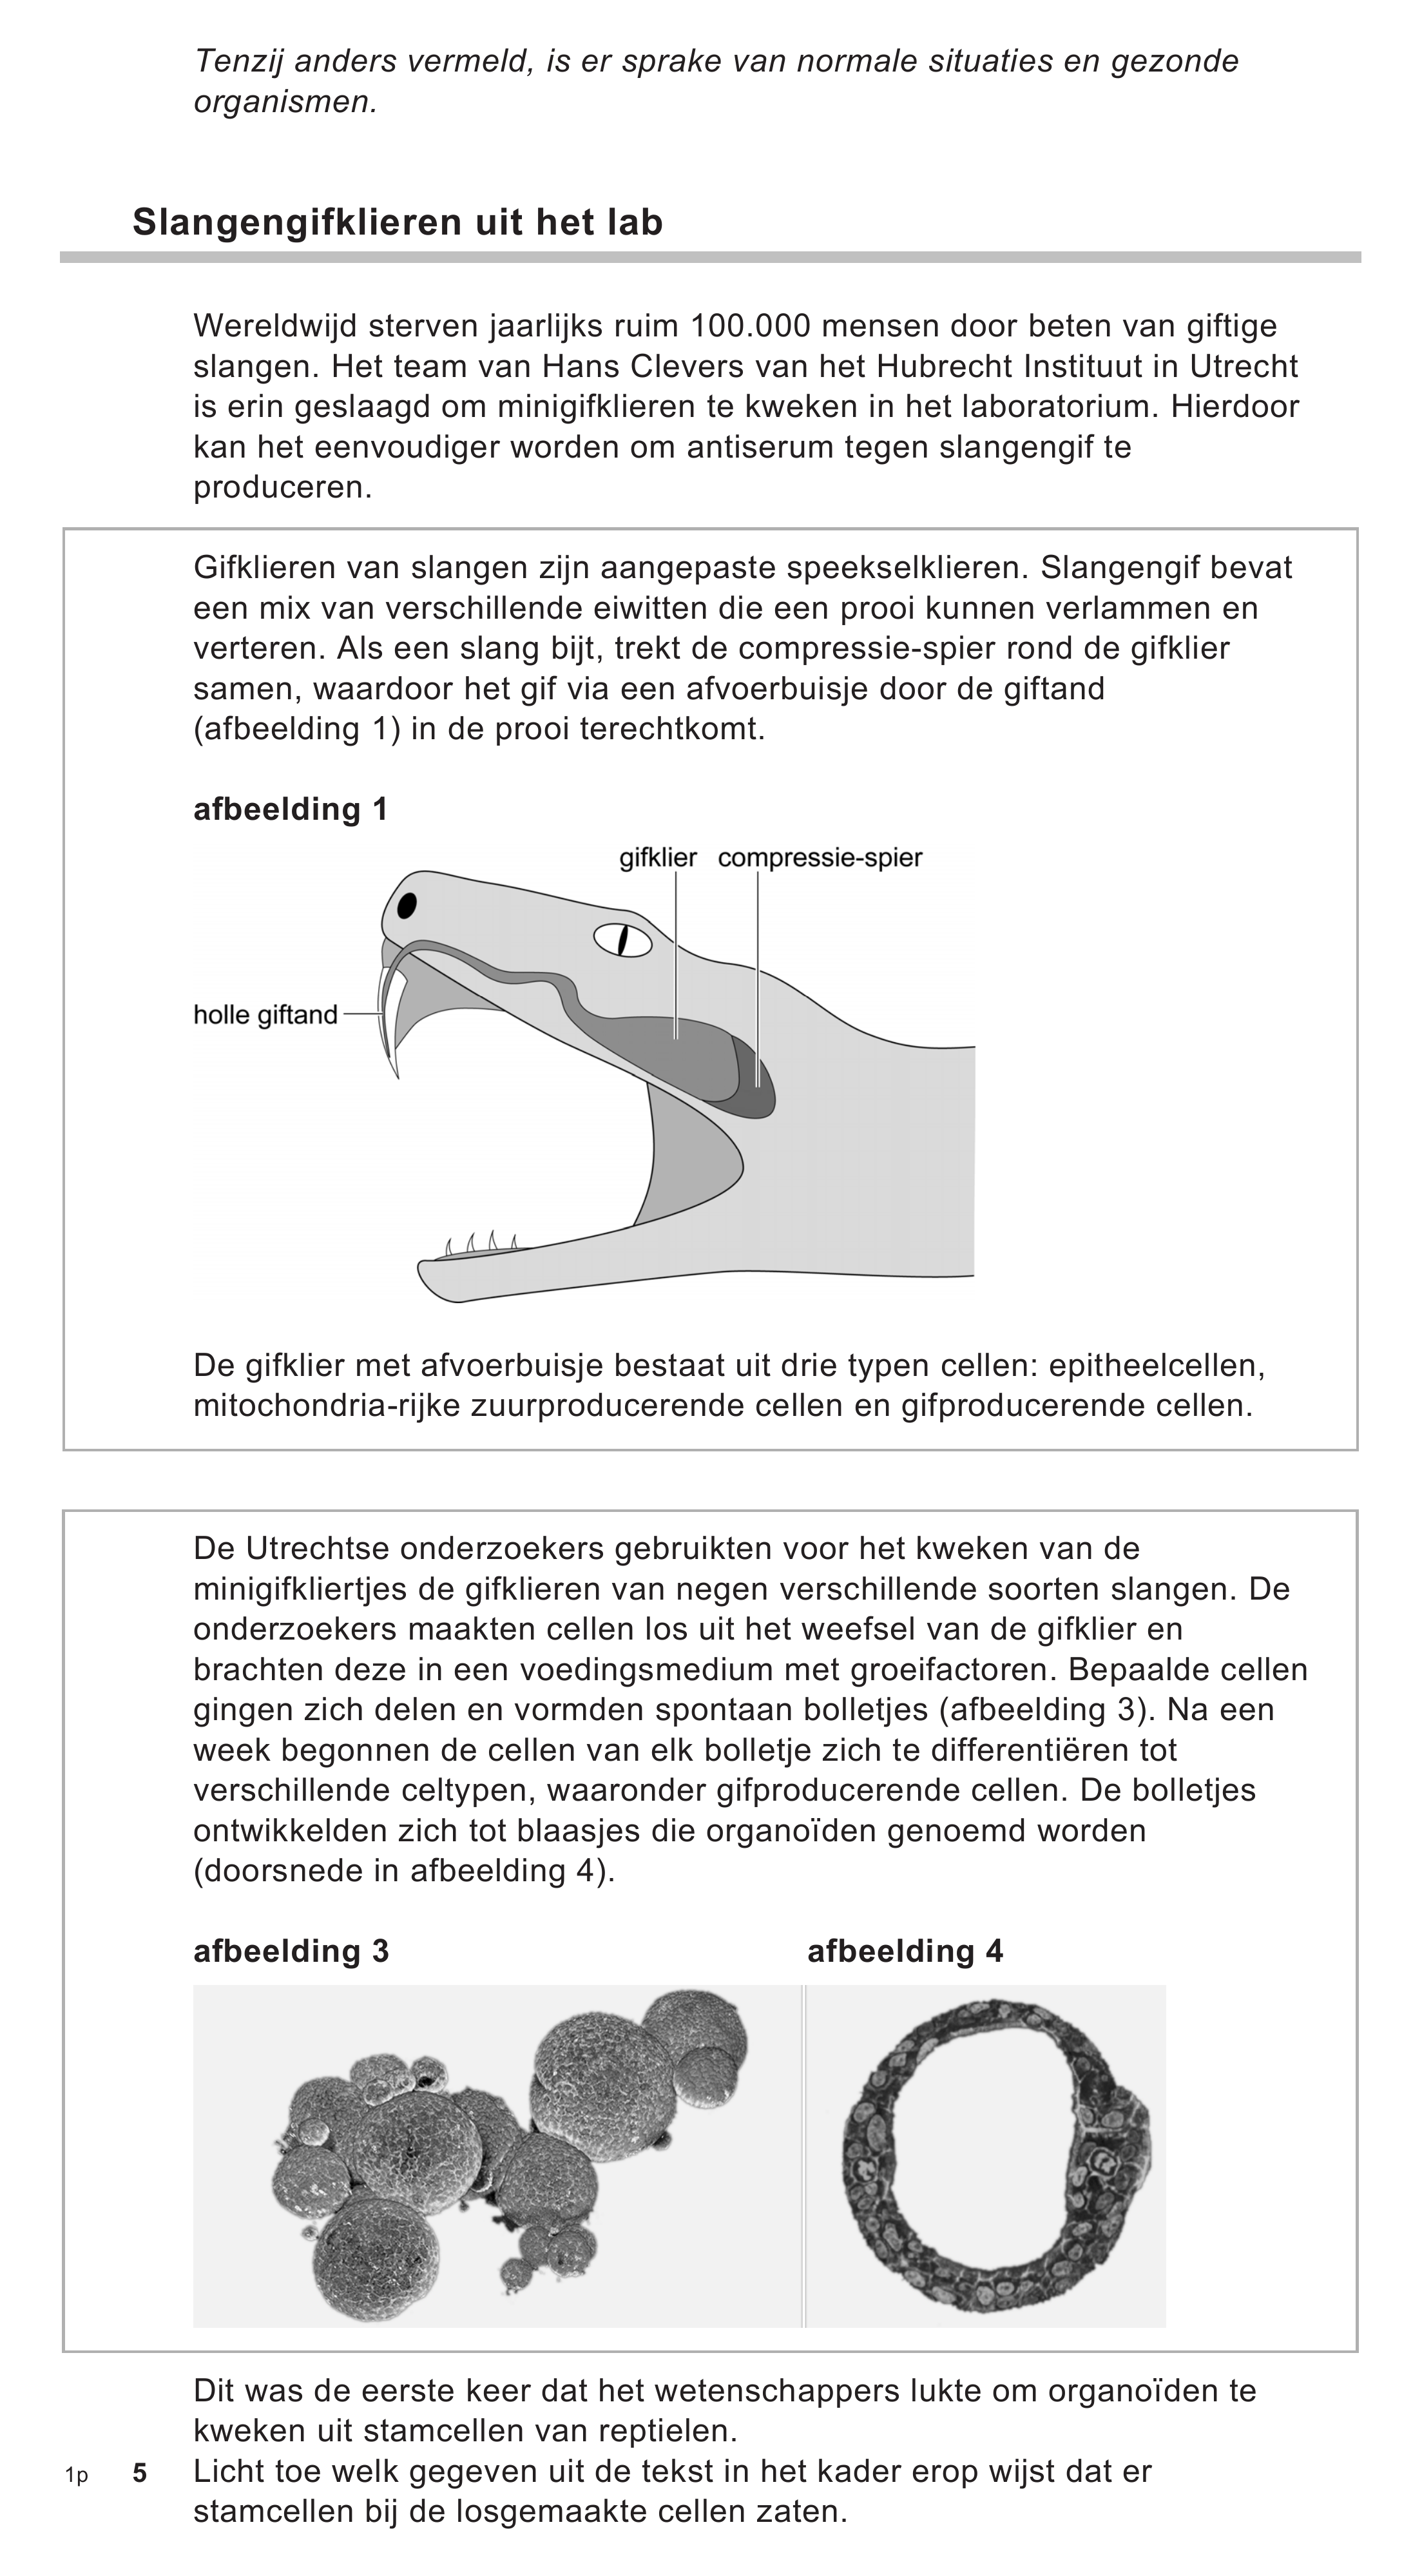 Tenzij anders vermeld, is er sprake van normale situaties en gezonde
organismen.
Slangengifklieren uit het lab
Wereldwijd sterven jaarlijks ruim 100.000 mensen door beten van giftige
slangen. Het team van Hans Clevers van het Hubrecht Instituut in Utrecht
is erin geslaagd om minigifklieren te kweken in het laboratorium. Hierdoor
kan het eenvoudiger worden om antiserum tegen slangengif te
produceren.
Gifklieren van slangen zijn aangepaste speekselklieren. Slangengif bevat
een mix van verschillende eiwitten die een prooi kunnen verlammen en
verteren. Als een slang bijt, trekt de compressie-spier rond de gifklier
samen, waardoor het gif via een afvoerbuisje door de giftand
(afbeelding 1) in de prooi terechtkomt.
afbeelding 1
gifklier compressie-spier
holle giftand
De gifklier met afvoerbuisje bestaat uit drie typen cellen: epitheelcellen,
mitochondria-rijke zuurproducerende cellen en gifproducerende cellen.
De Utrechtse onderzoekers gebruikten voor het kweken van de
minigifkliertjes de gifklieren van negen verschillende soorten slangen. De
onderzoekers maakten cellen los uit het weefsel van de gifklier en
brachten deze in een voedingsmedium met groeifactoren. Bepaalde cellen
gingen zich delen en vormden spontaan bolletjes (afbeelding 3). Na een
week begonnen de cellen van elk bolletje zich te differentiëren tot
verschillende celtypen, waaronder gifproducerende cellen. De bolletjes
ontwikkelden zich tot blaasjes die organoïden genoemd worden
(doorsnede in afbeelding 4).
afbeelding 3 afbeelding 4
Dit was de eerste keer dat het wetenschappers lukte om organoïden te
kweken uit stamcellen van reptielen.
1p 5 Licht toe welk gegeven uit de tekst in het kader erop wijst dat er
stamcellen bij de losgemaakte cellen zaten.